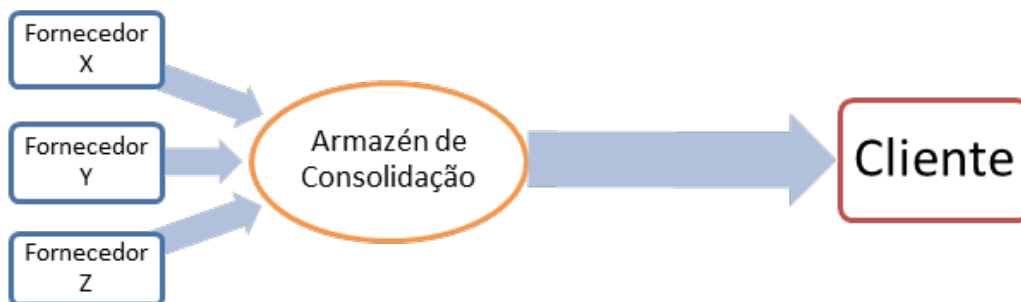 Fornecedor
X
Fornecedor
Y
Fornecedor
Z
Armazén de
Consolidação
Cliente